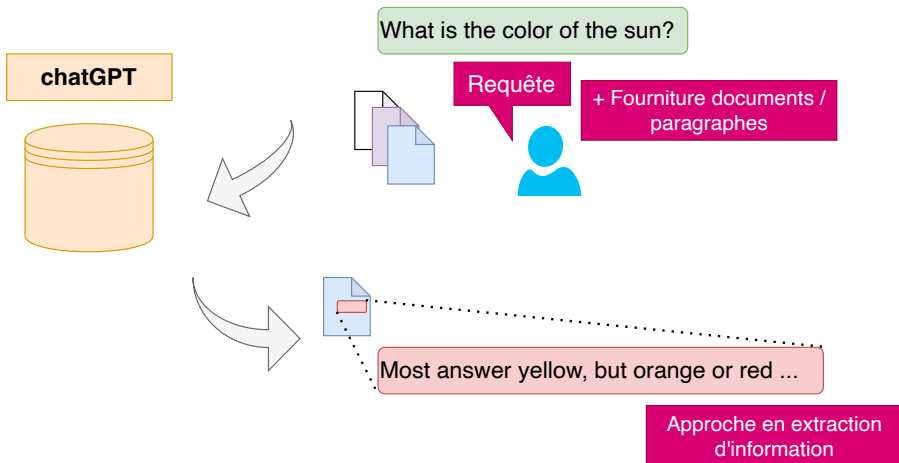 What is the color of the sun?
chatGPT
Requête
+ Fourniture documents /
paragraphes
Most answer yellow, but orange or red ...
Approche en extraction
d'information